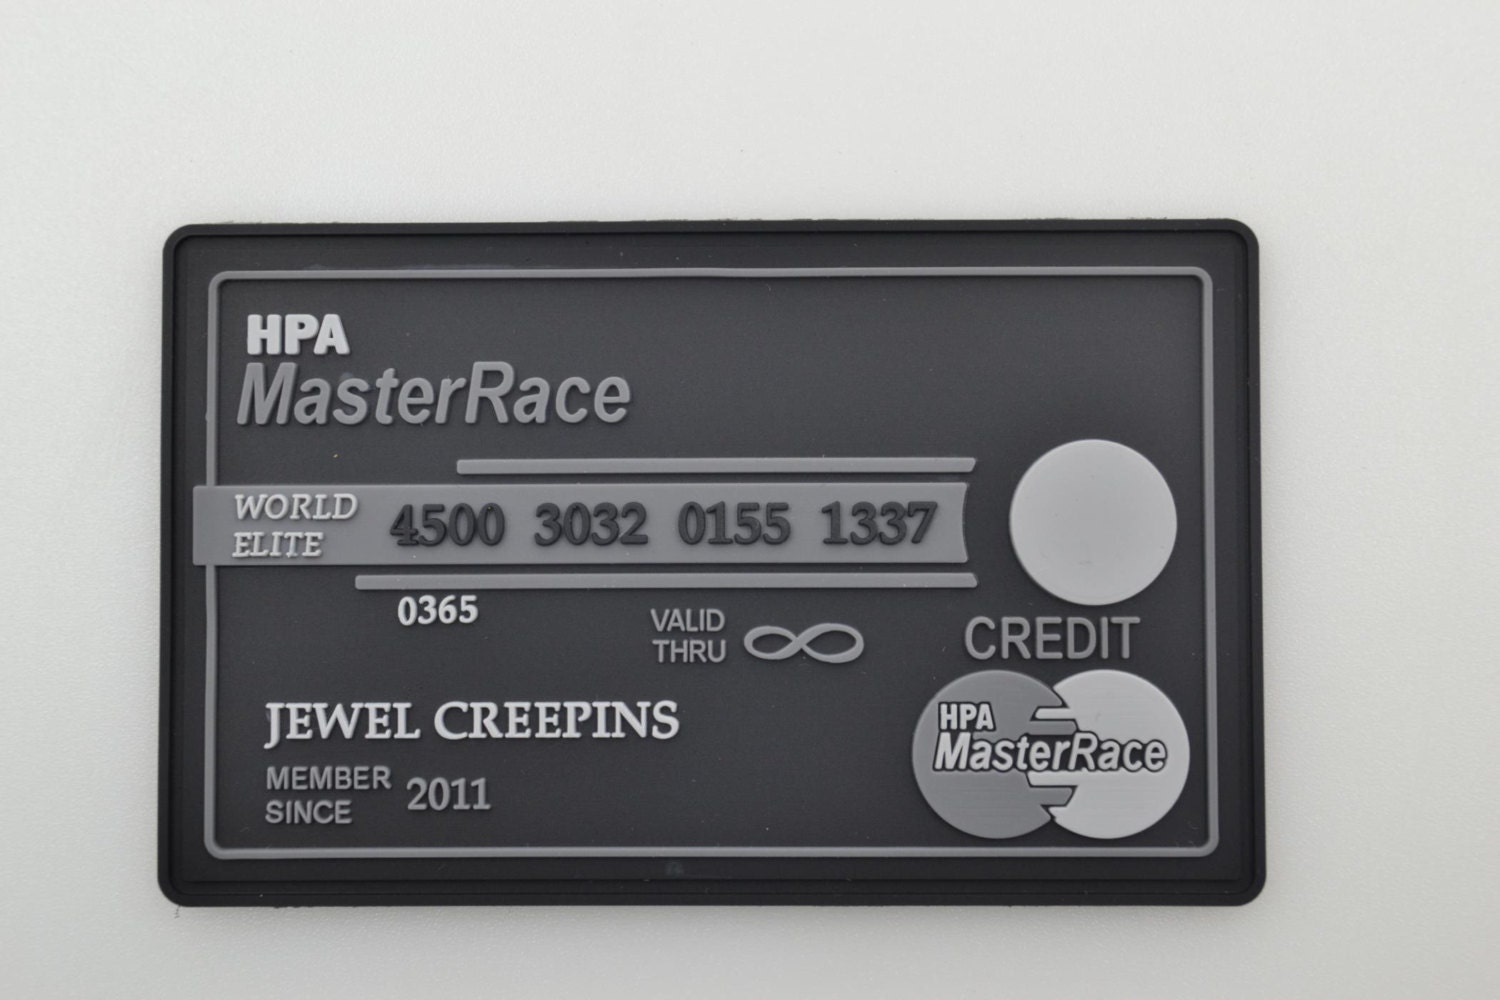 HPA
MasterRace
WORLD
ELITE
4500 3032 0155 1337
0365
VALID
THRU ∞
CREDIT
JEWEL CREEPINS
MEMBER
SINCE 2011
HPA
MasterRace